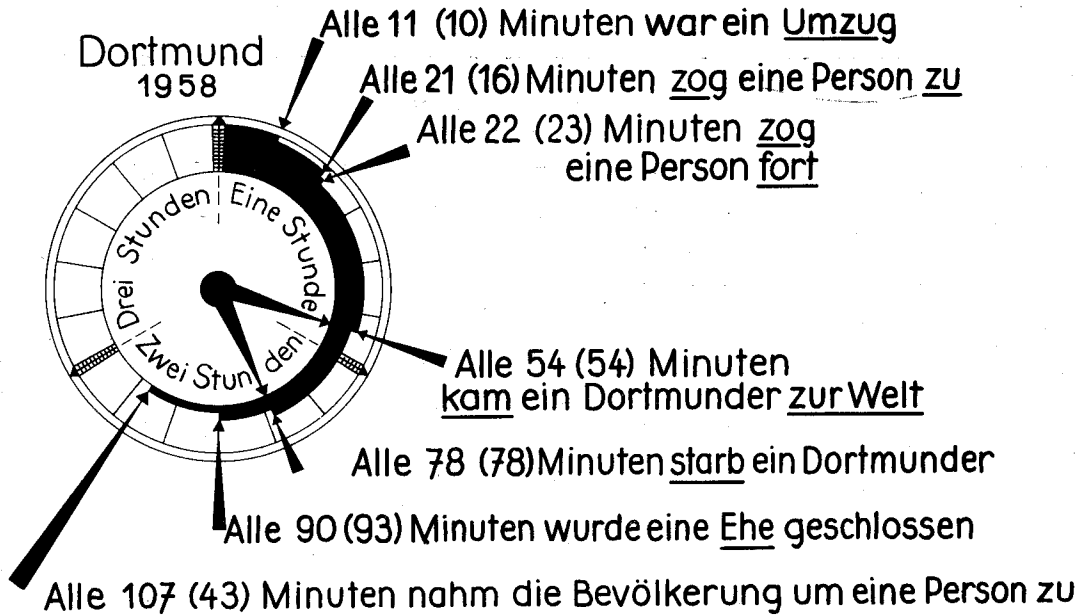 Dortmund
1958
Alle 11 (10) Minuten war ein Umzug
Alle 21 (16) Minuten zog eine Person zu
Alle 22 (23) Minuten zog
eine Person fort
Eine Stunde
Zwei Stunden
Drei Stunden
Alle 54 (54) Minuten
kam ein Dortmunder zur Welt
Alle 78 (78) Minuten starb ein Dortmunder
Alle 90 (93) Minuten wurde eine Ehe geschlossen
Alle 107 (43) Minuten nahm die Bevölkerung um eine Person zu